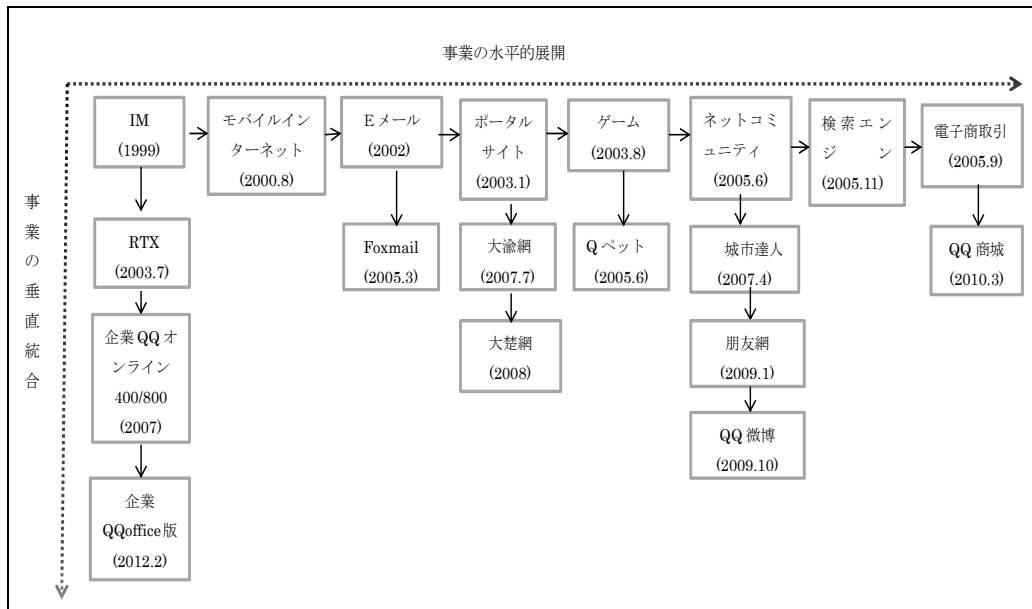 事業の水平的展開
事業の垂直統合
IM
(1999)
モバイルイン
ターネット
(2000.8)
Eメール
(2002)
ポータル
サイト
(2003.1)
ゲーム
(2003.8)
ネットコミ
ュニティ
(2005.6)
検索エン
ジン
(2005.11)
電子商取引
(2005.9)
RTX
(2003.7)
Foxmail
(2005.3)
大渝網
(2007.7)
Qペット
(2005.6)
城市達人
(2007.4)
QQ商城
(2010.3)
企業QQオ
ンライン
400/800
(2007)
大楚網
(2008)
朋友網
(2009.1)
QQ微博
(2009.10)
企業
QQoffice版
(2012.2)